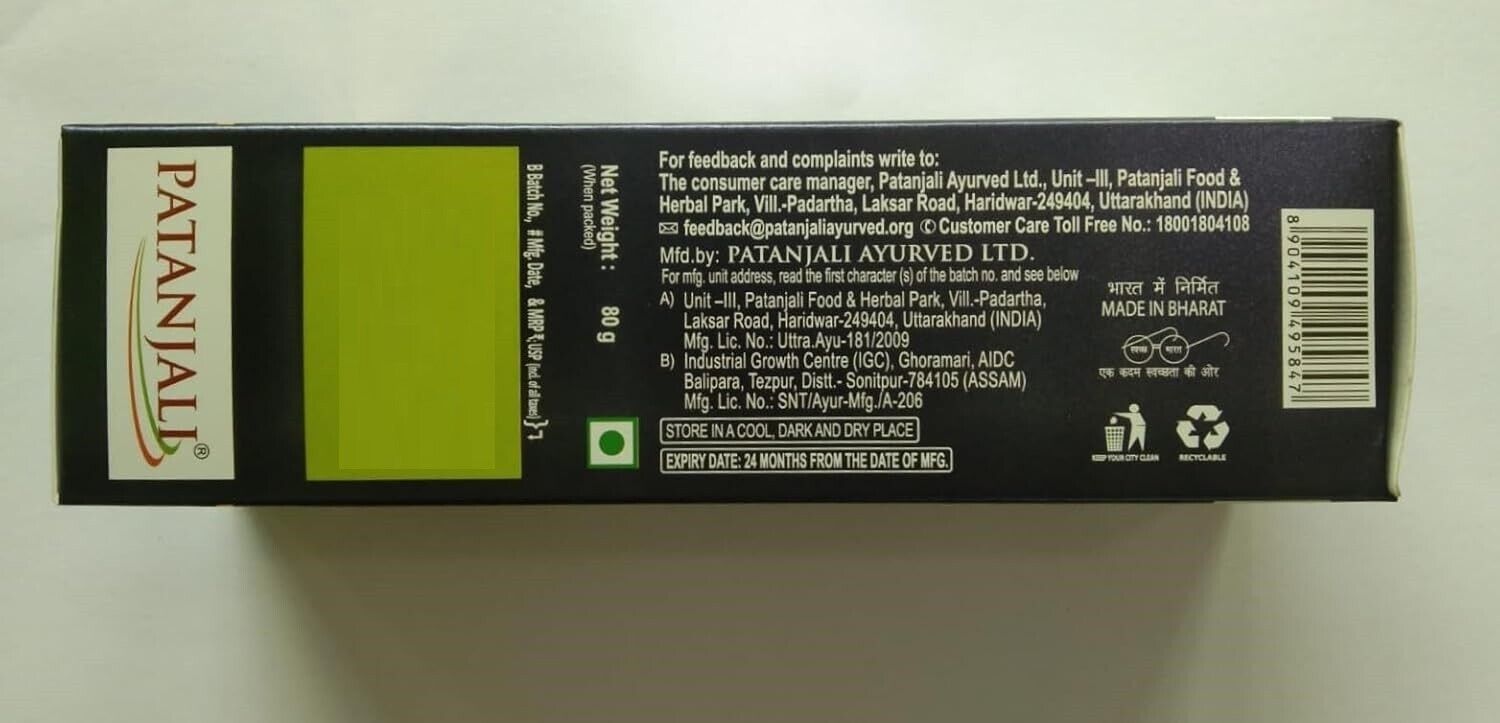 PATANJALI®
B Batch No., # Mfg. Date, & MRP ₹, USP (incl. of all taxes)
Net Weight : 80 g
(When packed)
For feedback and complaints write to:
The consumer care manager, Patanjali Ayurved Ltd., Unit –III, Patanjali Food &
Herbal Park, Vill.-Padartha, Laksar Road, Haridwar-249404, Uttarakhand (INDIA)
feedback@patanjaliayurved.org Customer Care Toll Free No.: 18001804108
Mfd.by: PATANJALI AYURVED LTD.
For mfg. unit address, read the first character (s) of the batch no. and see below
A) Unit –III, Patanjali Food & Herbal Park, Vill.-Padartha,
Laksar Road, Haridwar-249404, Uttarakhand (INDIA)
Mfg. Lic. No.: Uttra.Ayu-181/2009
B) Industrial Growth Centre (IGC), Ghoramari, AIDC
Balipara, Tezpur, Distt.- Sonitpur-784105 (ASSAM)
Mfg. Lic. No.: SNT/Ayur-Mfg./A-206
STORE IN A COOL, DARK AND DRY PLACE
EXPIRY DATE: 24 MONTHS FROM THE DATE OF MFG.
भारत में निर्मित
MADE IN BHARAT
स्वच्छ भारत
एक कदम स्वच्छता की ओर
KEEP YOUR CITY CLEAN
RECYCLABLE
8 904109 495847